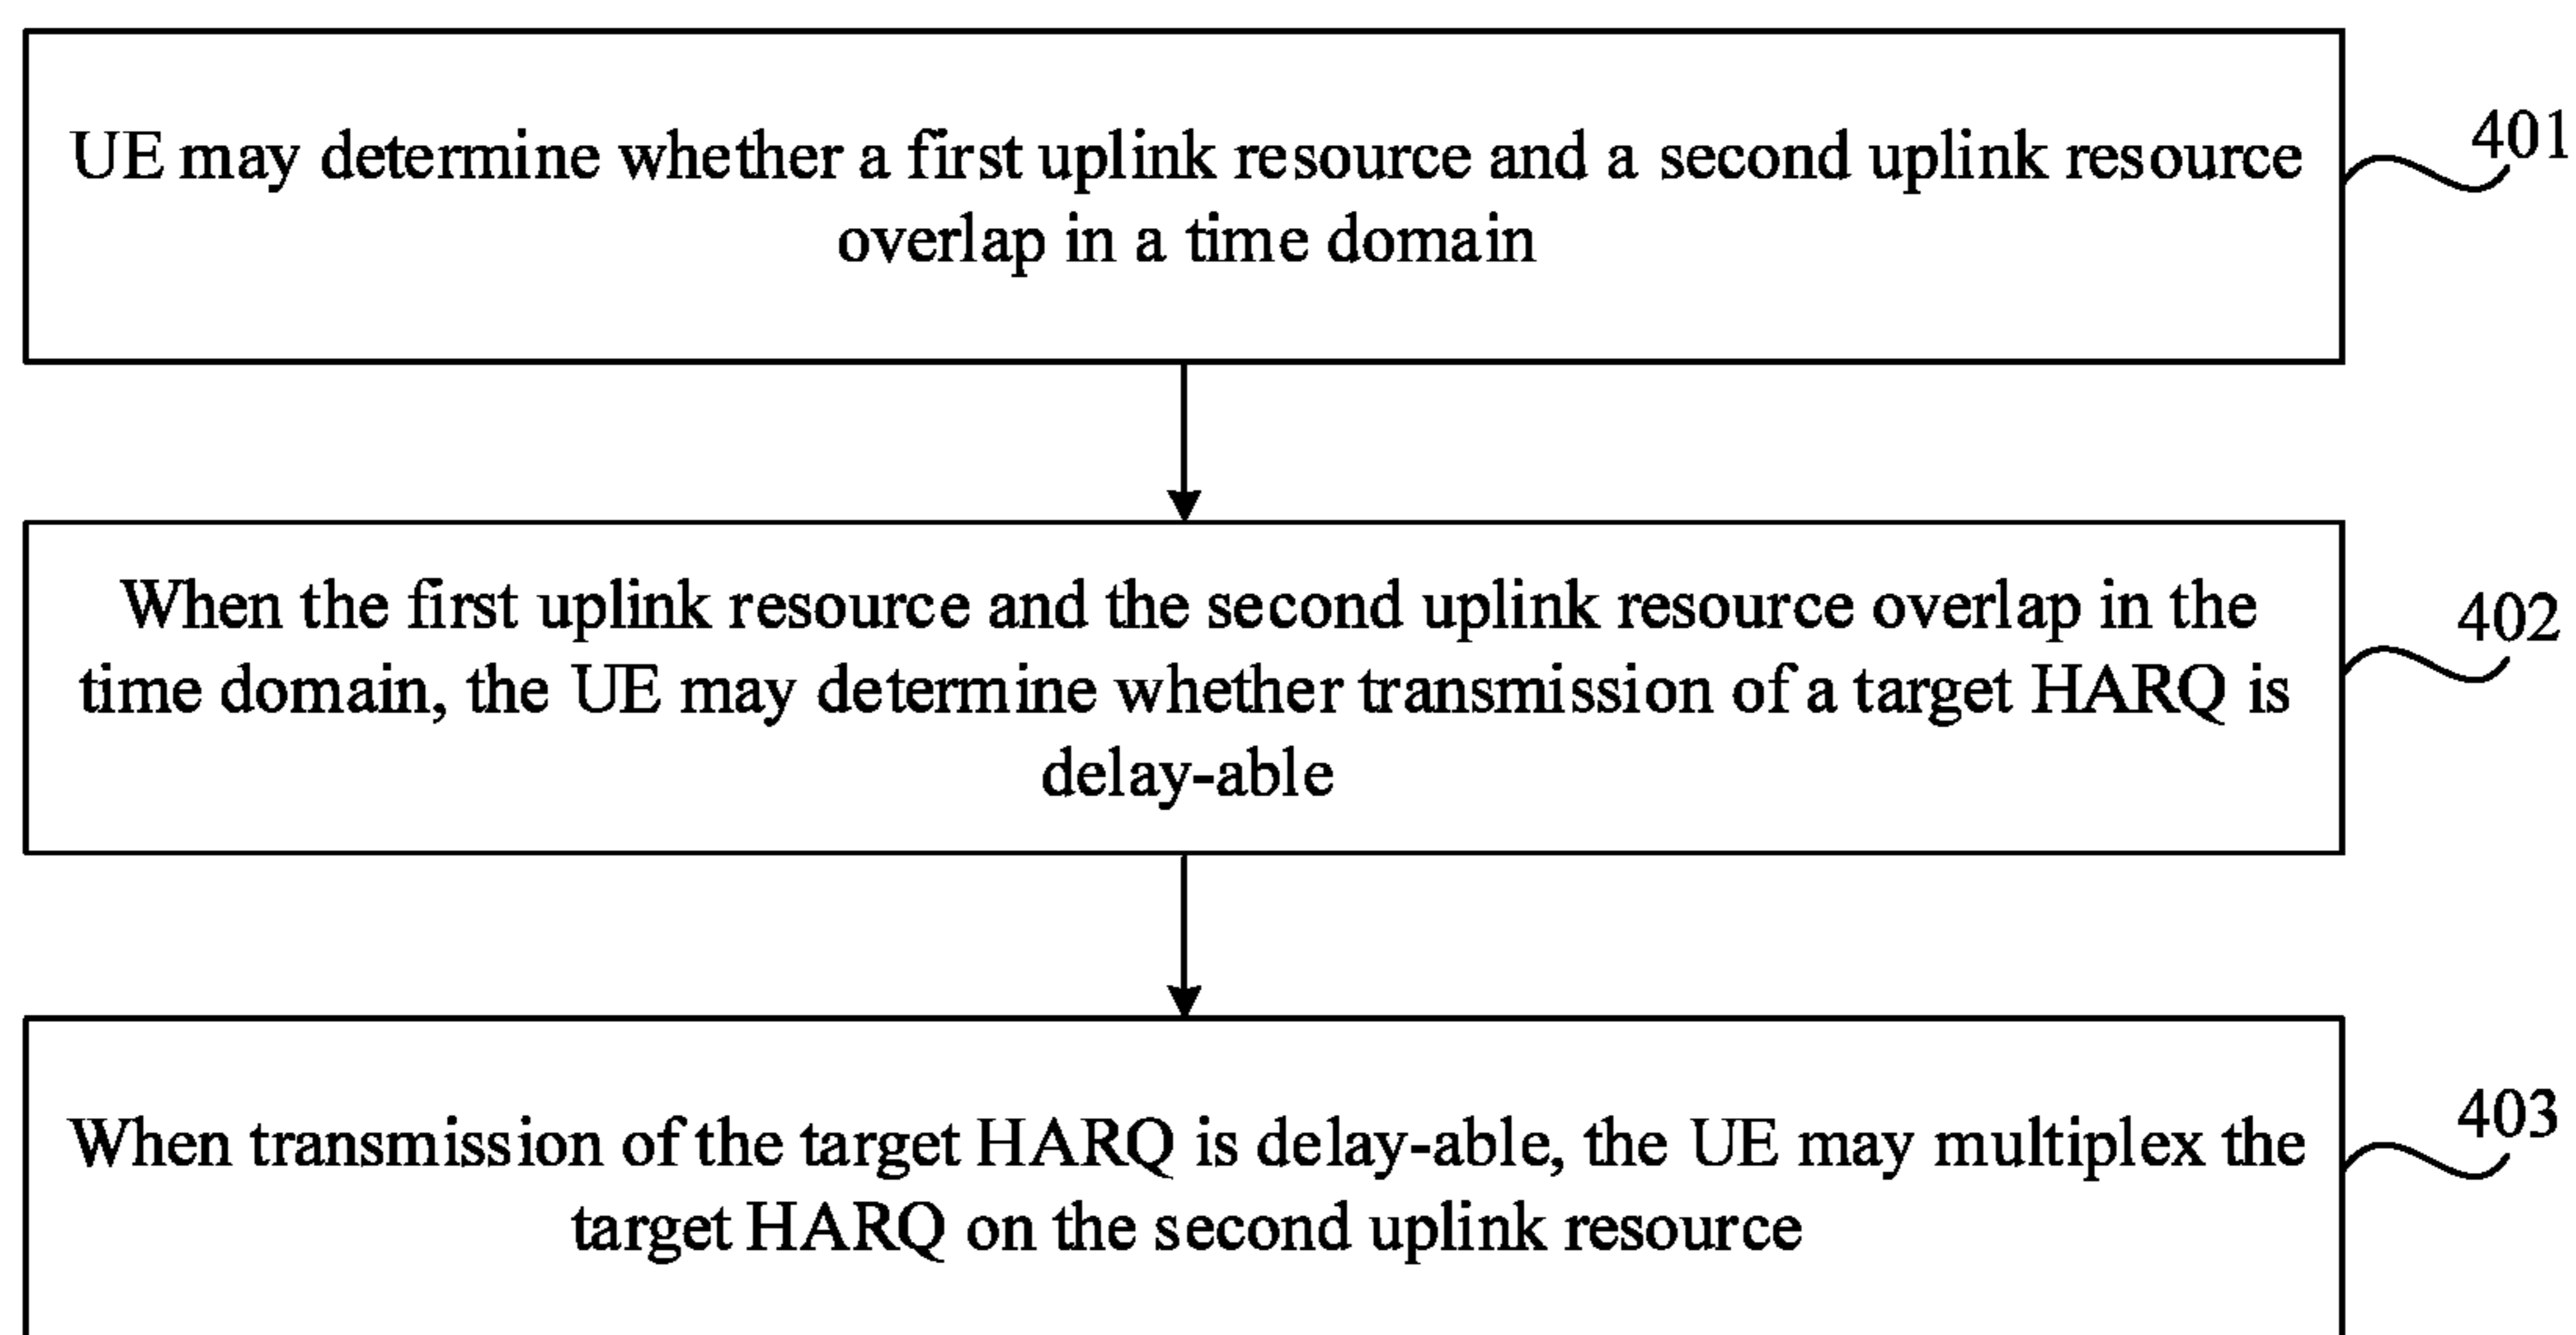 UE may determine whether a first uplink resource and a second uplink resource
overlap in a time domain
401
When the first uplink resource and the second uplink resource overlap in the
time domain, the UE may determine whether transmission of a target HARQ is
delay-able
402
When transmission of the target HARQ is delay-able, the UE may multiplex the
target HARQ on the second uplink resource
403